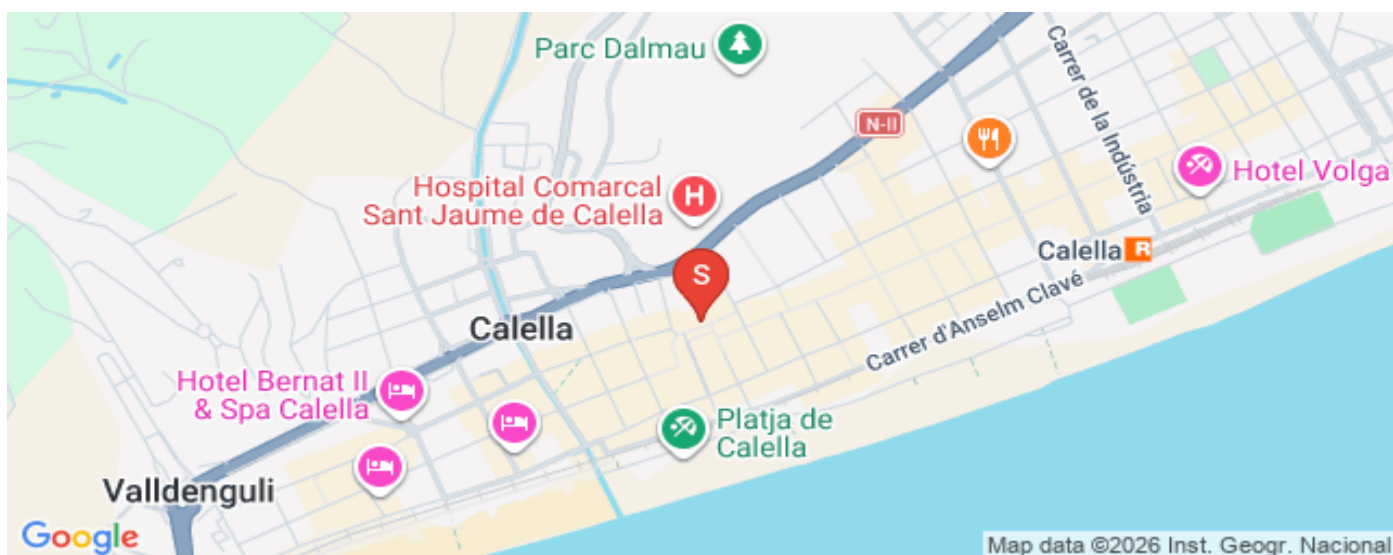 Parc Dalmau
N-II
Carrer de la Indústria
Hospital Comarcal
Sant Jaume de Calella
H
Hotel Volga
S
Calella
R
Carrer d'Anselm Clavé
Calella
Hotel Bernat II
& Spa Calella
Platja de
Calella
Valldenguli
Google
Map data ©2026 Inst. Geogr. Nacional